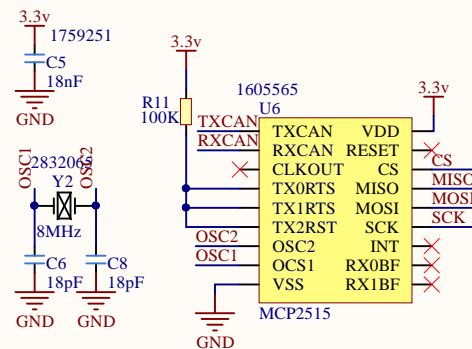 3.3v
1759251
C5
18nF
GND
OSC1
2832065
OSC2
Y2
8MHz
C6
18pF
C8
18pF
GND
GND
3.3v
R11
100K
1605565
U6
3.3v
TXCAN
RXCAN
TXCAN
VDD
RXCAN
RESET
CLKOUT
CS
CS
TX0RTS
MISO
MISO
TX1RTS
MOSI
MOSI
TX2RST
SCK
SCK
OSC2
OSC2
INT
OSC1
OCS1
RX0BF
VSS
RX1BF
MCP2515
GND